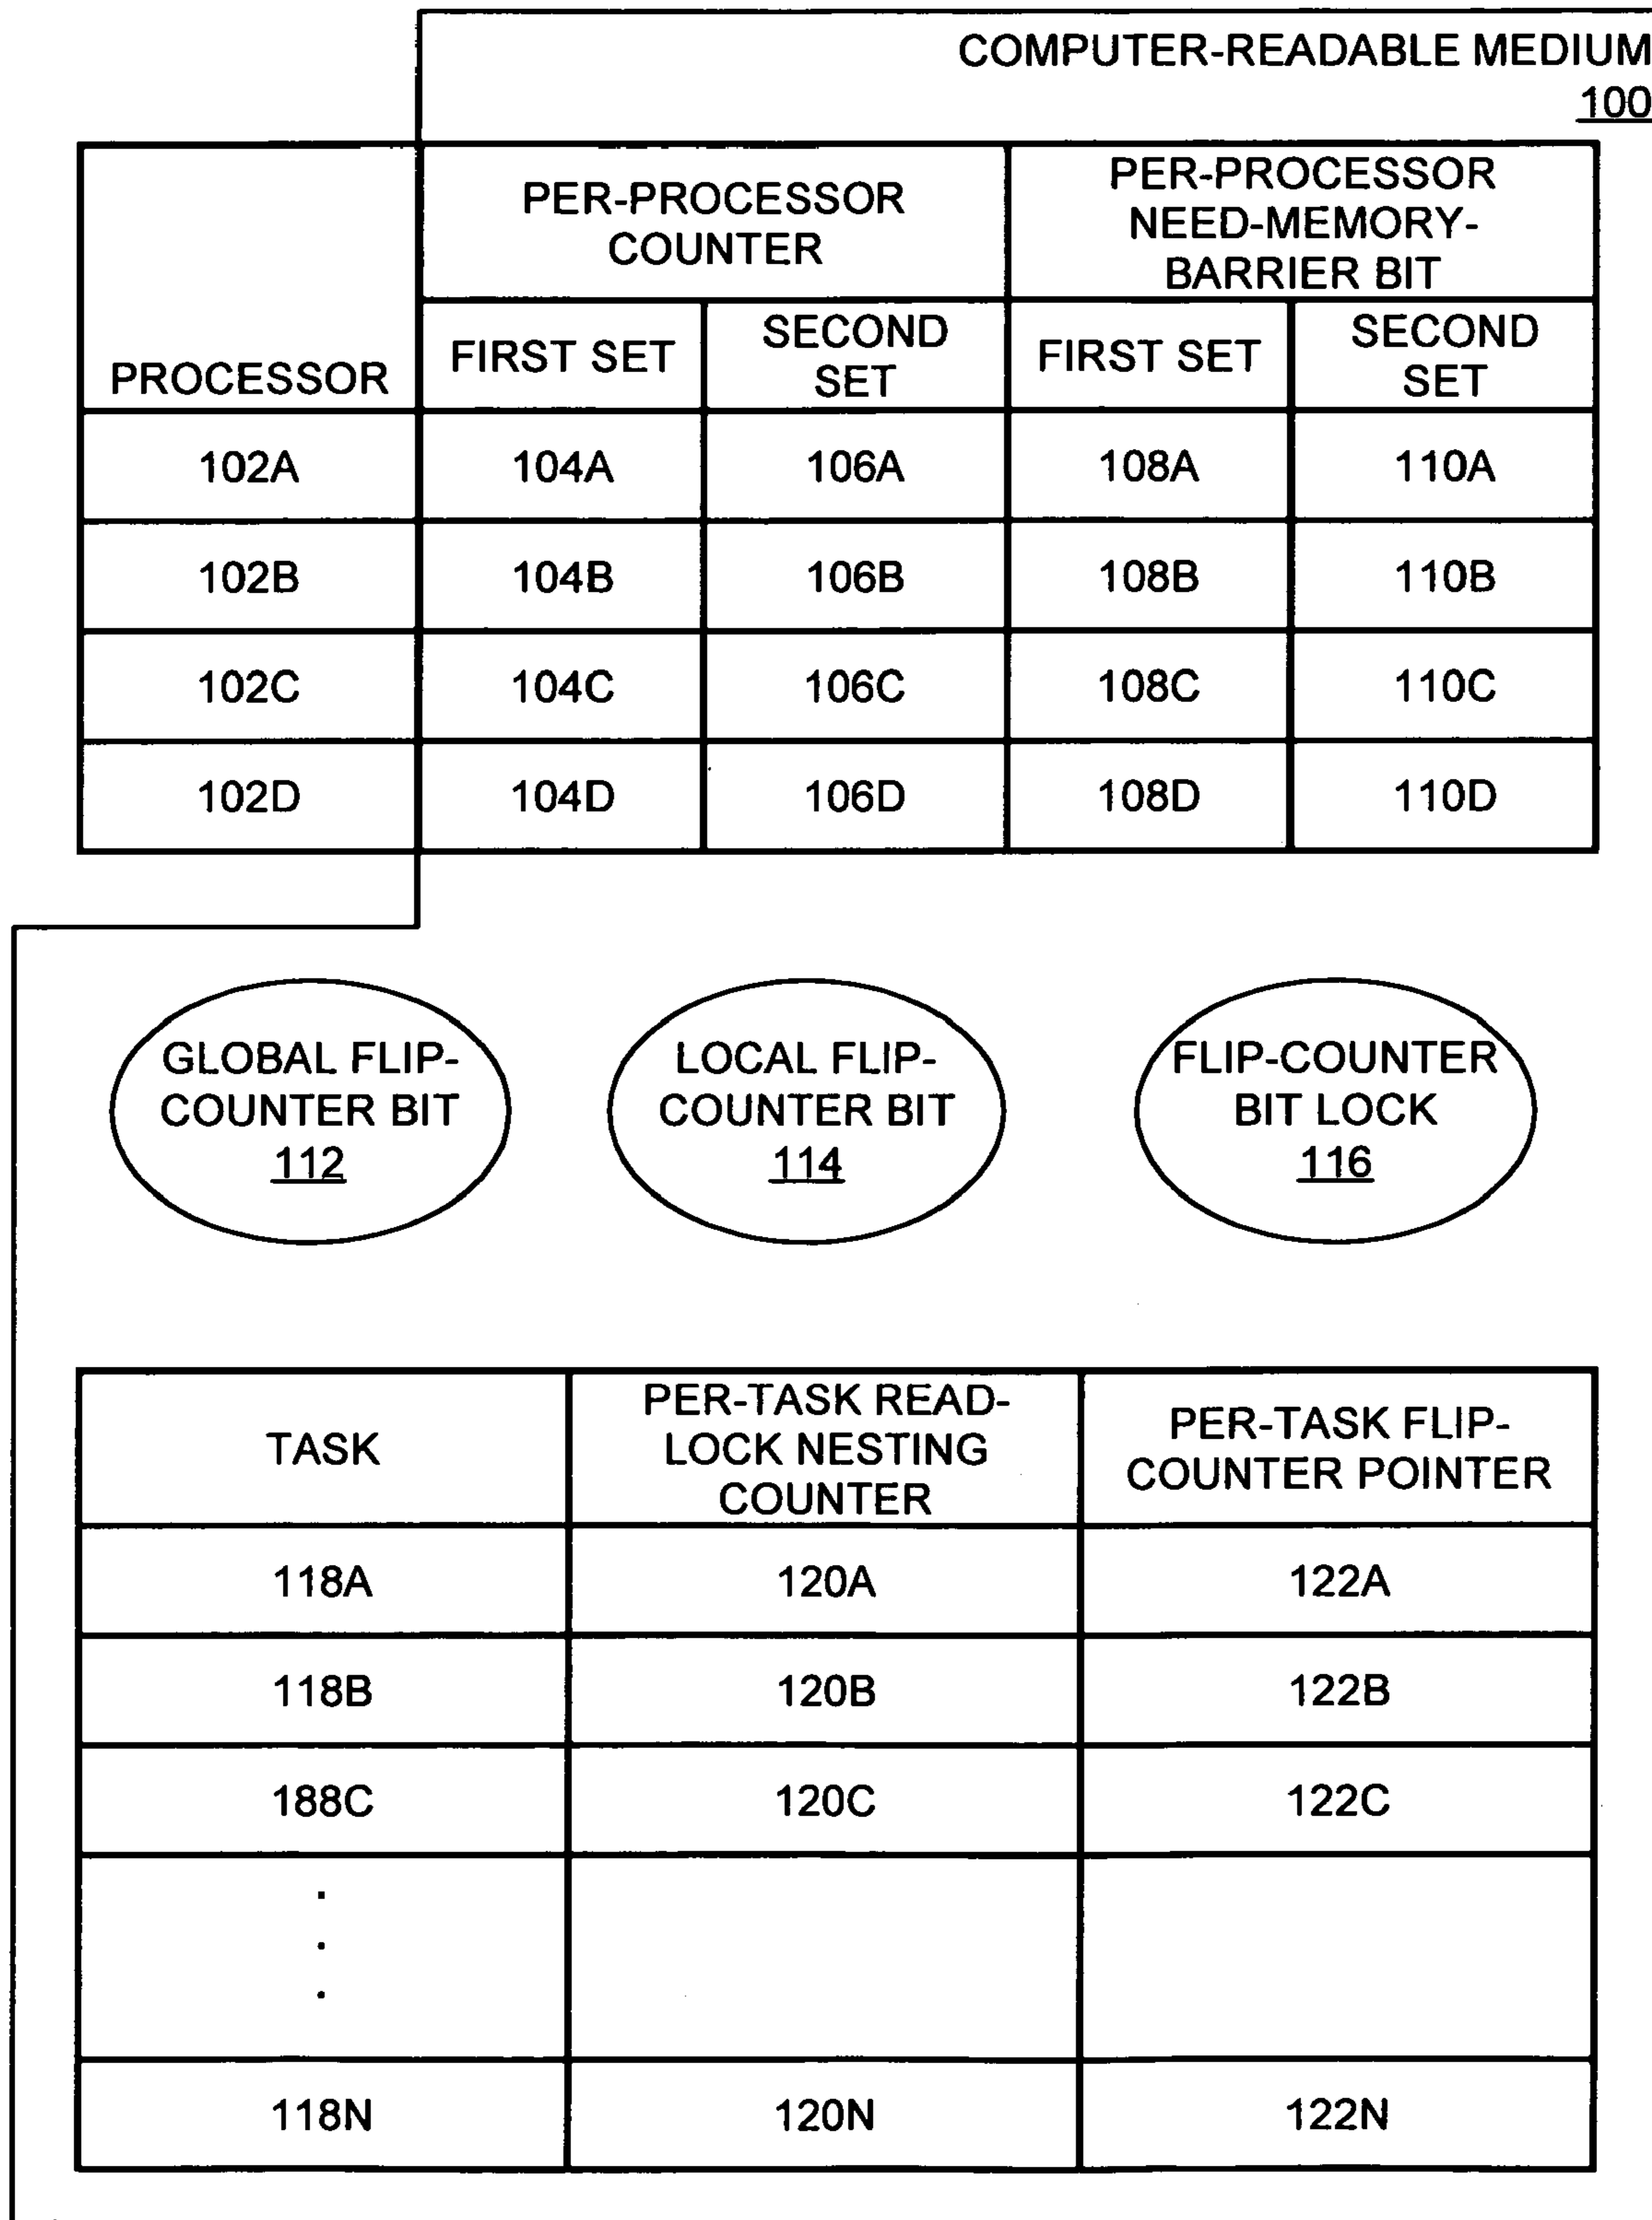 COMPUTER-READABLE MEDIUM
100
PER-PROCESSOR
COUNTER
PER-PROCESSOR
NEED-MEMORY-
BARRIER BIT
PROCESSOR
FIRST SET
SECOND
SET
FIRST SET
SECOND
SET
102A 104A 106A 108A 110A
102B 104B 106B 108B 110B
102C 104C 106C 108C 110C
102D 104D 106D 108D 110D
GLOBAL FLIP-
COUNTER BIT
112
LOCAL FLIP-
COUNTER BIT
114
FLIP-COUNTER
BIT LOCK
116
TASK
PER-TASK READ-
LOCK NESTING
COUNTER
PER-TASK FLIP-
COUNTER POINTER
118A 120A 122A
118B 120B 122B
188C 120C 122C
.
.
.
118N 120N 122N